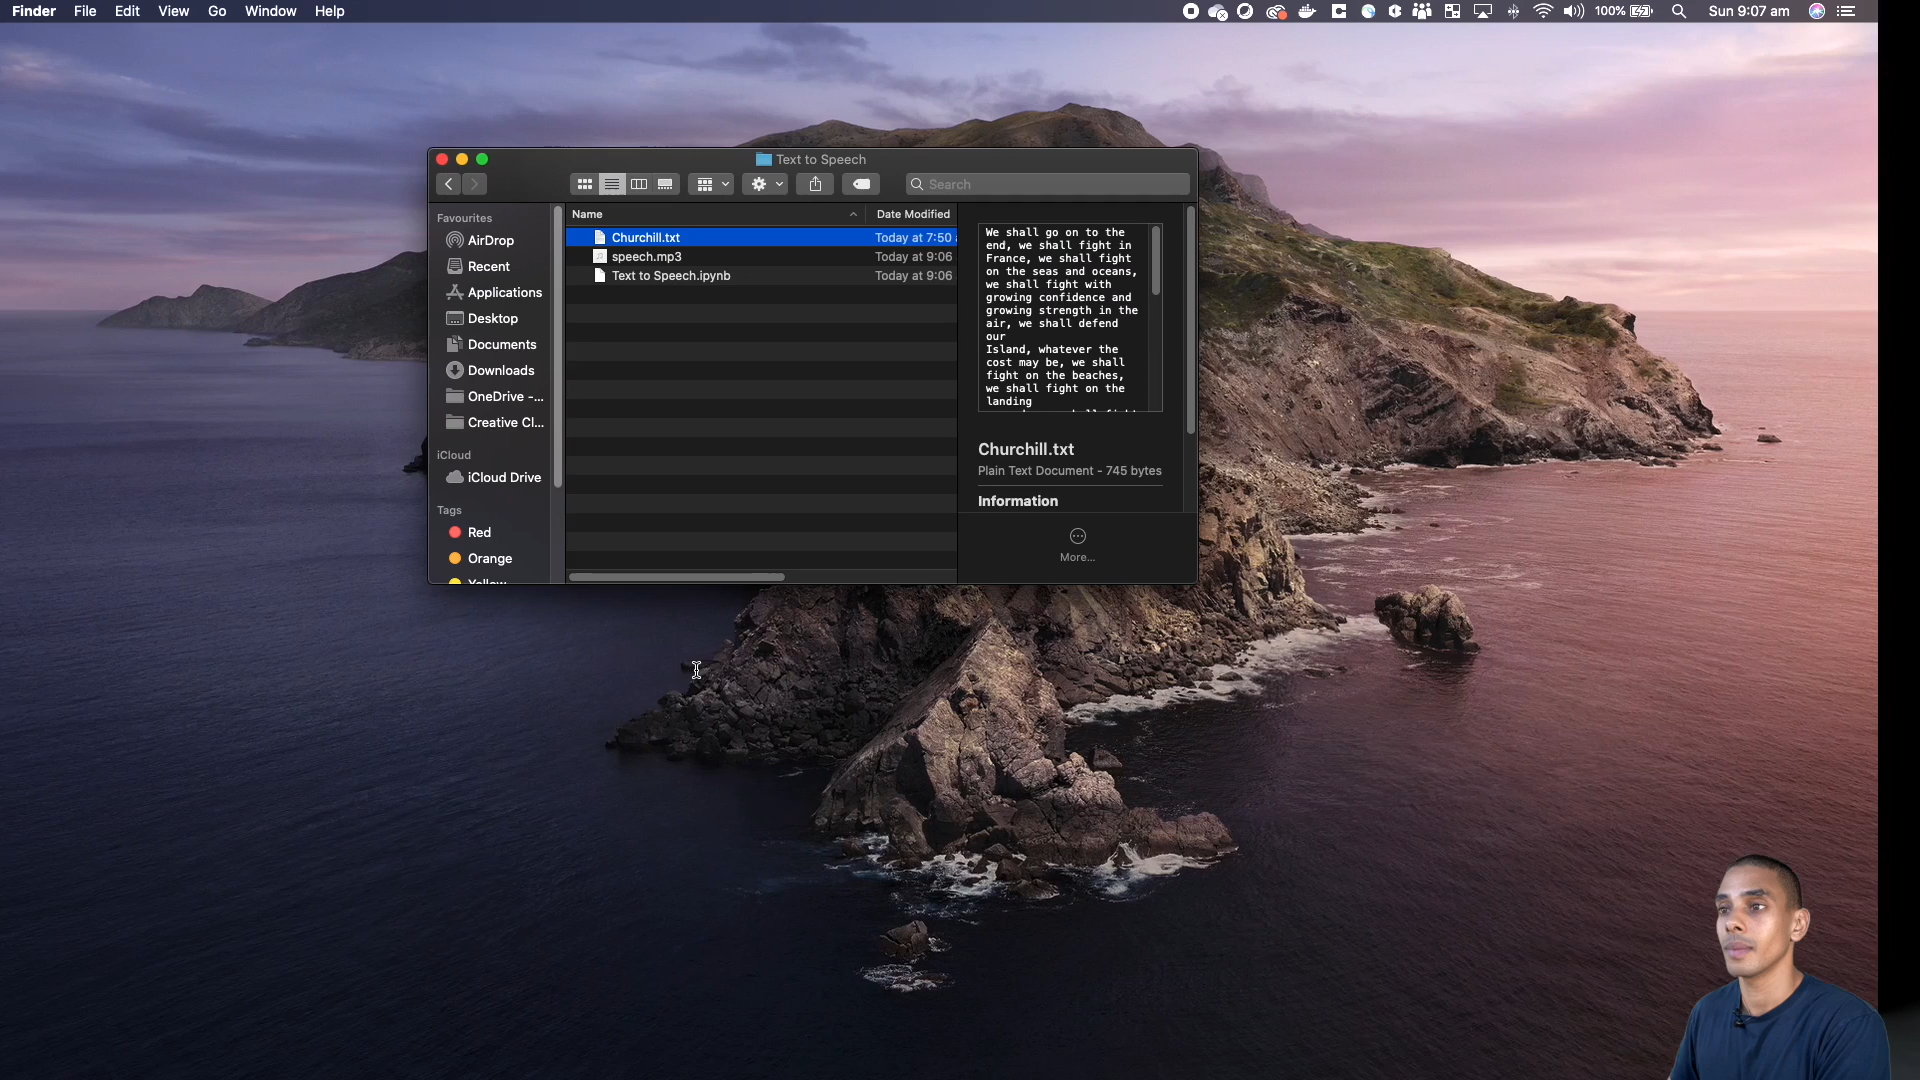 Finder File Edit View Go Window Help
100% Sun 9:07 am
Text to Speech
Search
Favourites
AirDrop
Recent
Applications
Desktop
Documents
Downloads
OneDrive -...
Creative Cl...
iCloud
iCloud Drive
Tags
Red
Orange
Yellow
Name Date Modified
Churchill.txt Today at 7:50
speech.mp3 Today at 9:06
Text to Speech.ipynb Today at 9:06
We shall go on to the
end, we shall fight in
France, we shall fight
on the seas and oceans,
we shall fight with
growing confidence and
growing strength in the
air, we shall defend
our
Island, whatever the
cost may be, we shall
fight on the beaches,
we shall fight on the
landing
Churchill.txt
Plain Text Document - 745 bytes
Information
More...